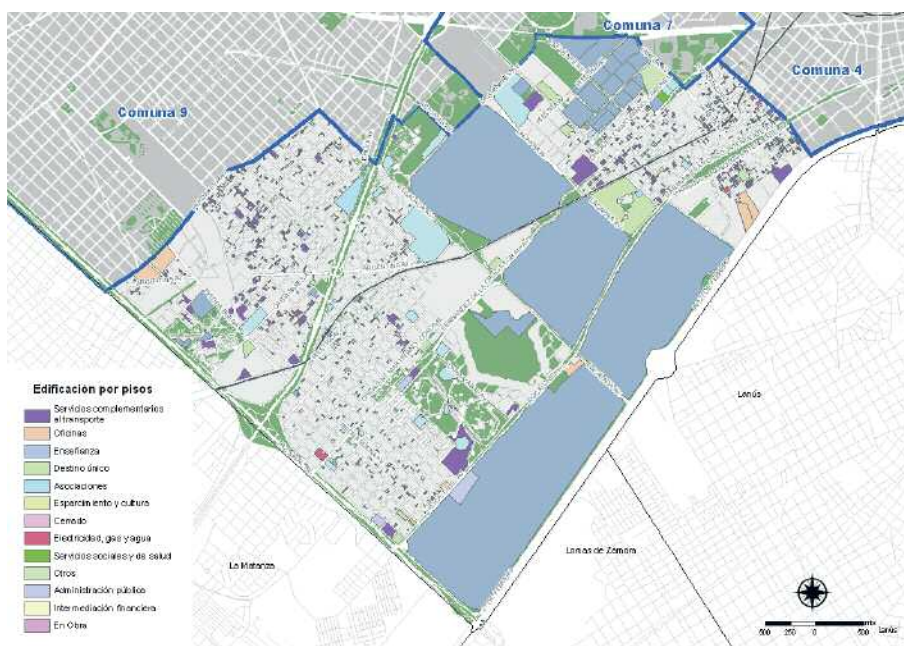 Comuna 7
Comuna 4
Comuna 9
Edificación por pisos
Servicios complementarios
al transporte
Oficinas
Enseñanza
Destino único
Asociaciones
Esparcimiento y cultura
Cerrado
Electricidad, gas y agua
Servicios sociales y de salud
Otros
Administración pública
Intermediación financiera
En Obra
La Matanza
Lomas de Zamora
Lanús
500 250 0 500
mts
Lanús